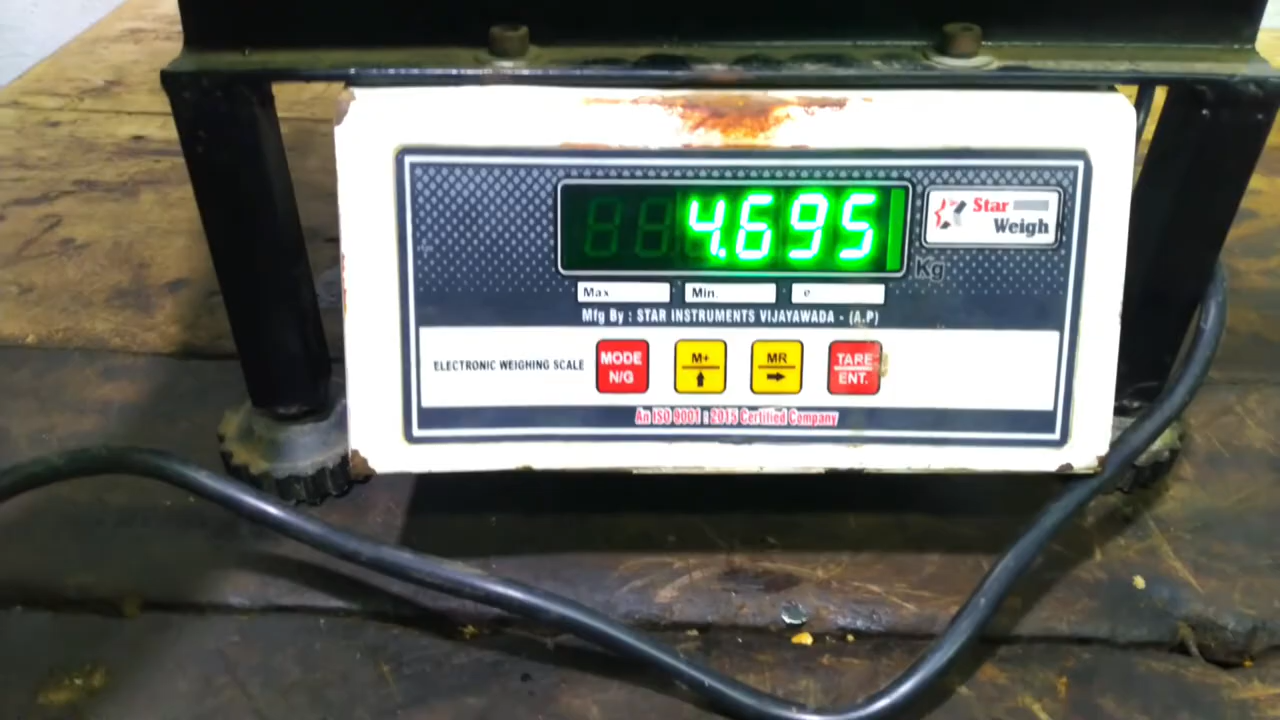 4.695
Star
Weigh
Kg
Max
Min.
e
Mfg By : STAR INSTRUMENTS VIJAYAWADA - (A.P)
ELECTRONIC WEIGHING SCALE
MODE
N/G
M+
MR
TARE
ENT.
An ISO 9001 : 2015 Certified Company